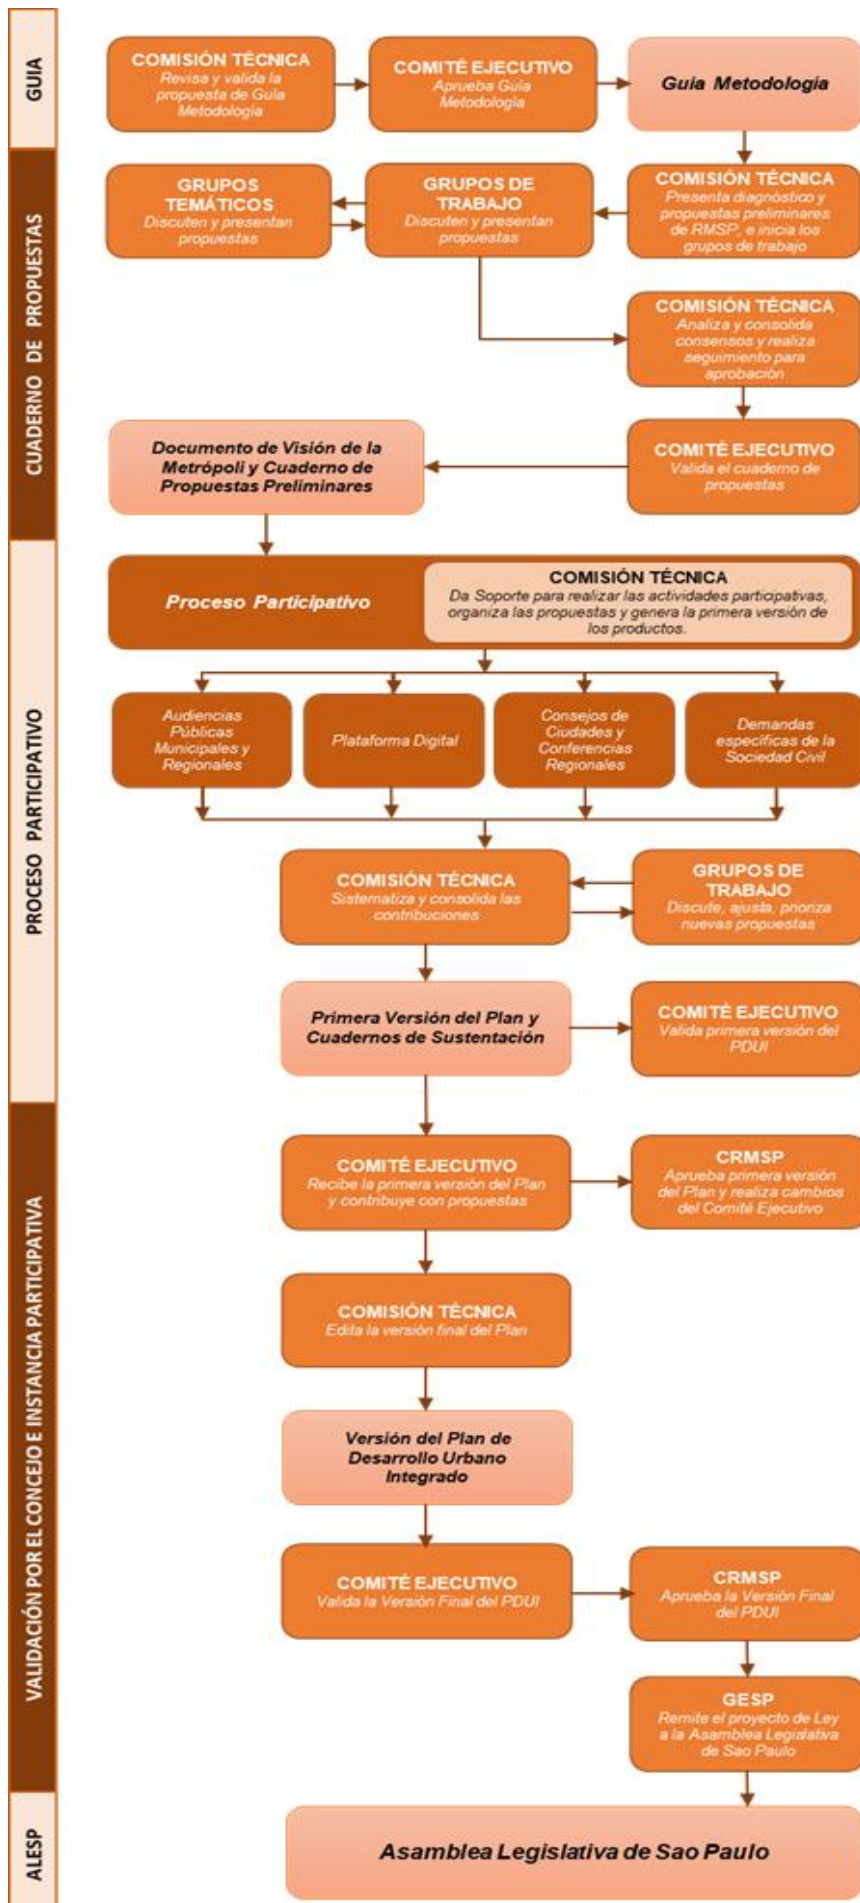 GUIA
COMISIÓN TÉCNICA
Revisa y valida la
propuesta de Guía
Metodología
COMITÉ EJECUTIVO
Aprueba Guía
Metodología
Guía Metodología
CUADERNO DE PROPUESTAS
GRUPOS
TEMÁTICOS
Discuten y presentan
propuestas
GRUPOS DE
TRABAJO
Discuten y presentan
propuestas
COMISIÓN TÉCNICA
Presenta diagnóstico y
propuestas preliminares
de RMSP, e inicia los
grupos de trabajo
COMISIÓN TÉCNICA
Analiza y consolida
consensos y realiza
seguimiento para
aprobación
COMITÉ EJECUTIVO
Valida el cuaderno de
propuestas
Documento de Visión de la
Metrópoli y Cuaderno de
Propuestas Preliminares
PROCESO PARTICIPATIVO
Proceso Participativo
COMISIÓN TÉCNICA
Da Soporte para realizar las actividades participativas,
organiza las propuestas y genera la primera versión de
los productos.
Audiencias
Públicas
Municipales y
Regionales
Plataforma Digital
Consejos de
Ciudades y
Conferencias
Regionales
Demandas
específicas de la
Sociedad Civil
COMISIÓN TÉCNICA
Sistematiza y consolida las
contribuciones
GRUPOS DE
TRABAJO
Discute, ajusta, prioriza
nuevas propuestas
Primera Versión del Plan y
Cuadernos de Sustentación
COMITÉ EJECUTIVO
Valida primera versión del
PDUI
VALIDACIÓN POR EL CONCEJO E INSTANCIA PARTICIPATIVA
COMITÉ EJECUTIVO
Recibe la primera versión del Plan
y contribuye con propuestas
CRMSP
Aprueba primera versión
del Plan y realiza cambios
del Comité Ejecutivo
COMISIÓN TÉCNICA
Edita la versión final del Plan
Versión del Plan de
Desarrollo Urbano
Integrado
COMITÉ EJECUTIVO
Valida la Versión Final del PDUI
CRMSP
Aprueba la Versión Final
del PDUI
GESP
Remite el proyecto de Ley
a la Asamblea Legislativa
de Sao Paulo
ALESP
Asamblea Legislativa de Sao Paulo